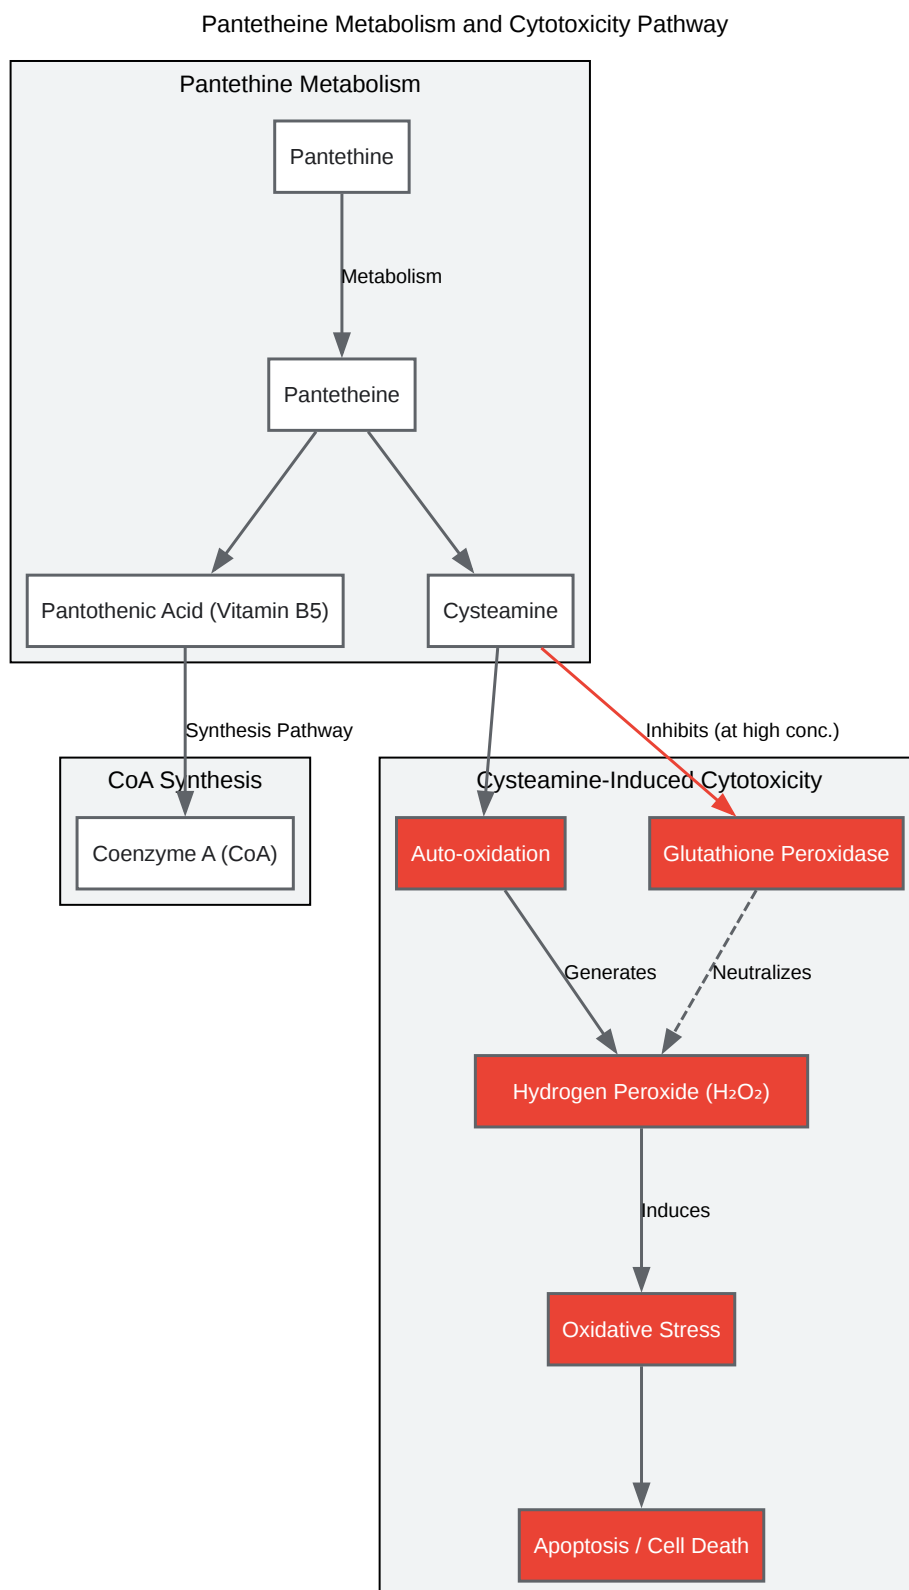 Pantetheine Metabolism and Cytotoxicity Pathway
Pantethine Metabolism
Pantethine
Metabolism
Pantetheine
Pantothenic Acid (Vitamin B5)
Cysteamine
Synthesis Pathway
Inhibits (at high conc.)
CoA Synthesis
Cysteamine-Induced Cytotoxicity
Coenzyme A (CoA)
Auto-oxidation
Glutathione Peroxidase
Generates
Neutralizes
Hydrogen Peroxide (H₂O₂)
Induces
Oxidative Stress
Apoptosis / Cell Death